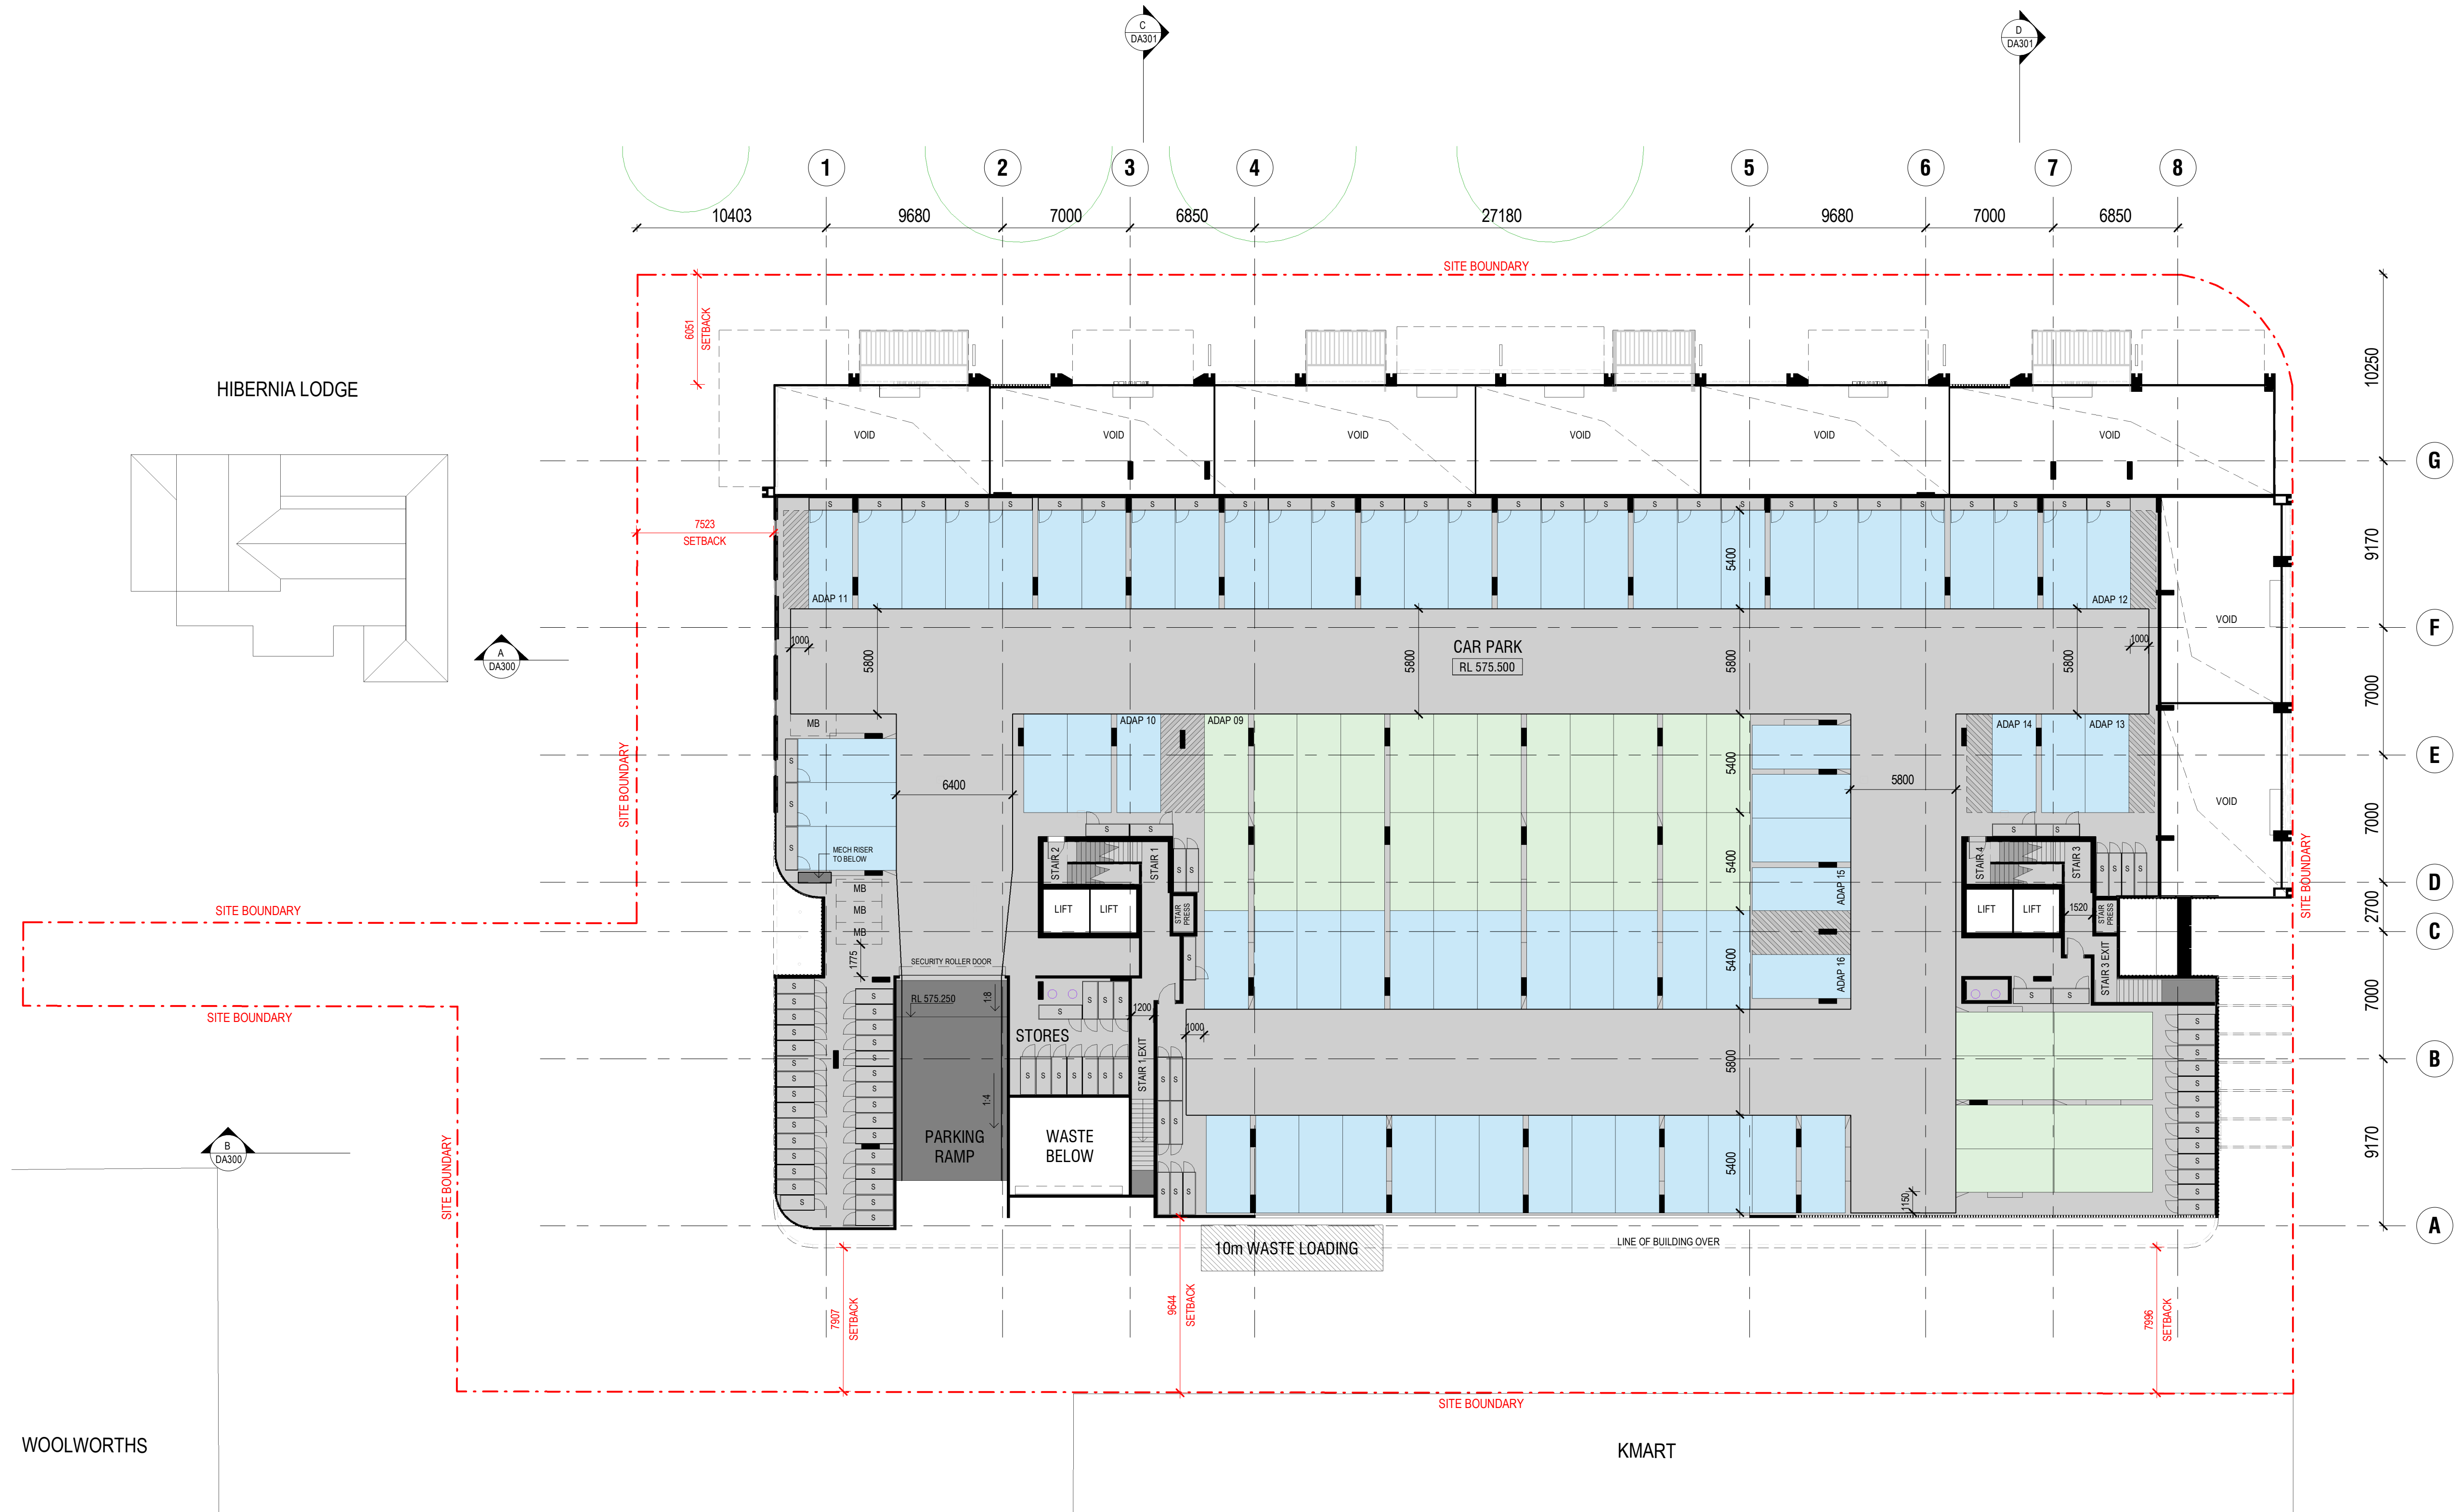 C
DA301
D
DA301
1
2
3
4
5
6
7
8
10403
9680
7000
6850
27180
9680
7000
6850
SITE BOUNDARY
6051
SETBACK
10250
HIBERNIA LODGE
VOID
VOID
VOID
VOID
VOID
VOID
G
S S S S S S S S S S S S S S S S S S S S S S S S S S S S
7523
SETBACK
5400
9170
ADAP 11
ADAP 12
VOID
F
1000
5800
5800
CAR PARK
RL 575.500
5800
5800
1000
A
DA300
7000
MB
ADAP 10
ADAP 09
ADAP 14
ADAP 13
SITE BOUNDARY
S
S
S
6400
5400
5800
E
VOID
7000
MECH RISER
TO BELOW
S S
STAIR 2
STAIR 1
S S
5400
ADAP 15
S S
STAIR 4
STAIR 3
S S S S
SITE BOUNDARY
D
MB
MB
MB
LIFT
LIFT
STAIR
PRESS
LIFT
LIFT
1520
STAIR
PRESS
2700
SITE BOUNDARY
C
1775
SECURITY ROLLER DOOR
S
5400
ADAP 16
STAIR 3 EXIT
7000
SITE BOUNDARY
RL 575.250
1:8
S S S
S
1200
S S
STORES
1000
STAIR 1 EXIT
5800
B
S S S S S S S
S S
S S
1:4
B
DA300
PARKING
RAMP
WASTE
BELOW
5400
9170
SITE BOUNDARY
S S S
1150
A
10m WASTE LOADING
LINE OF BUILDING OVER
7907
SETBACK
9644
SETBACK
7996
SETBACK
SITE BOUNDARY
WOOLWORTHS
KMART